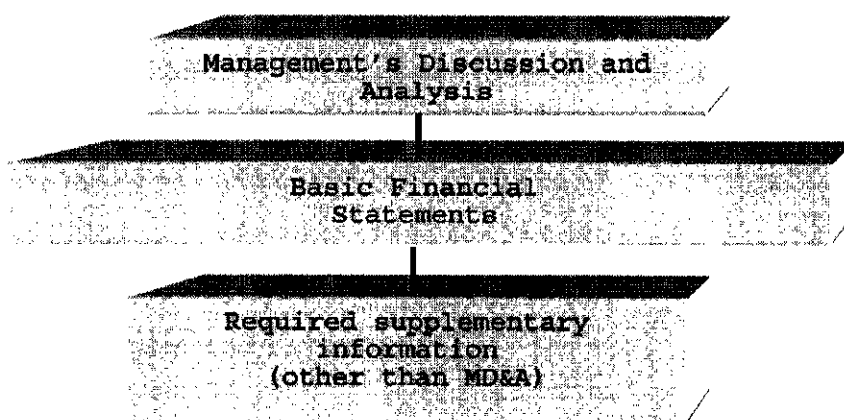 Management's Discussion and
Analysis
Basic Financial
Statements
Required supplementary
information
(other than MD&A)